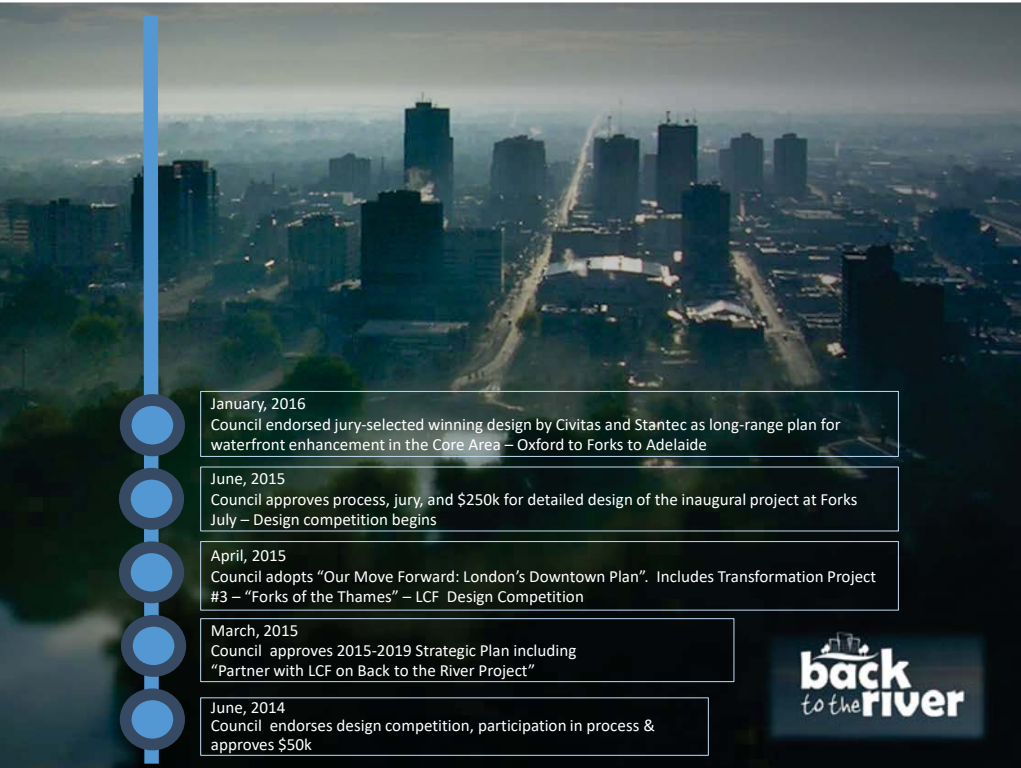 January, 2016
Council endorsed jury-selected winning design by Civitas and Stantec as long-range plan for
waterfront enhancement in the Core Area – Oxford to Forks to Adelaide
June, 2015
Council approves process, jury, and $250k for detailed design of the inaugural project at Forks
July – Design competition begins
April, 2015
Council adopts “Our Move Forward: London’s Downtown Plan”.  Includes Transformation Project
#3 – “Forks of the Thames” – LCF  Design Competition
March, 2015
Council  approves 2015-2019 Strategic Plan including
“Partner with LCF on Back to the River Project”
June, 2014
Council  endorses design competition, participation in process &
approves $50k
back
to the river